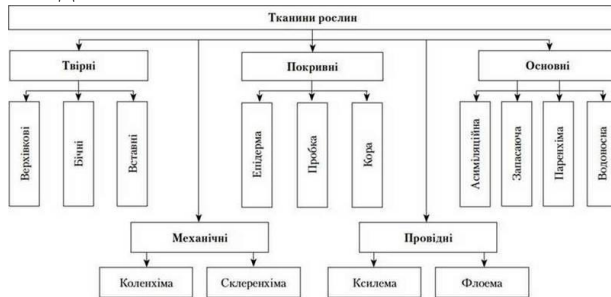 Тканини рослин
Твірні
Покривні
Основні
Верхівкові
Бічні
Вставні
Епідерма
Пробка
Кора
Асиміляційна
Запасаюча
Паренхіма
Водоносна
Механічні
Провідні
Коленхіма
Склеренхіма
Ксилема
Флоема